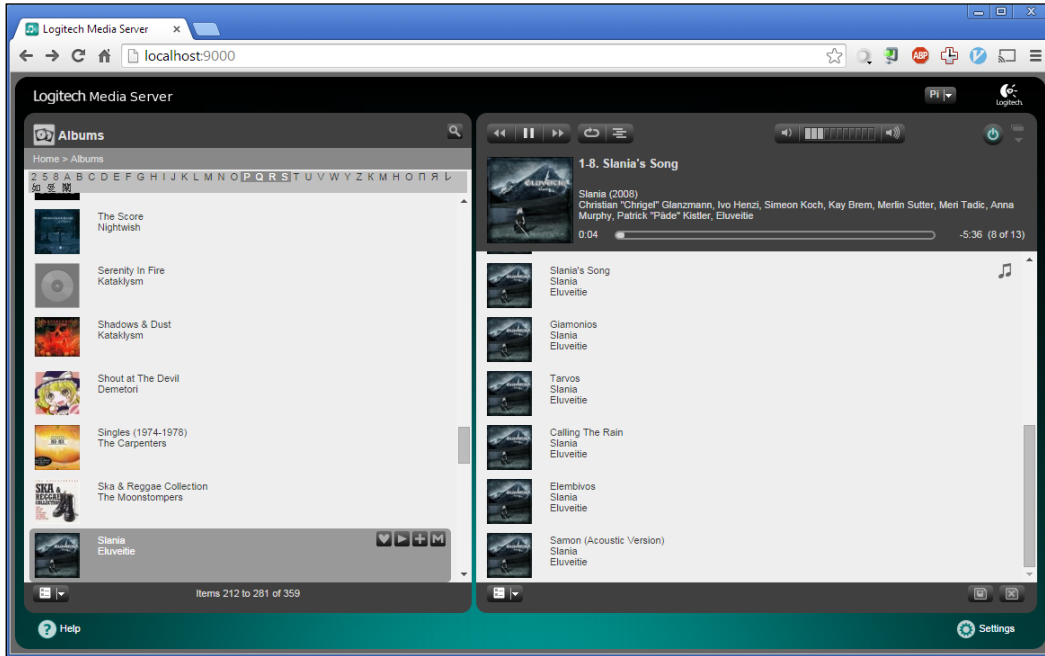 Logitech Media Server
localhost:9000
ABP
Logitech Media Server
Pi
Logitech
Albums
Home > Albums
2 5 8 A B C D E F G H I J K L M N O P Q R S T U V W Y Z К М Н О П Я
The Score
Nightwish
Serenity In Fire
Kataklysm
Shadows & Dust
Kataklysm
Shout at The Devil
Demetori
Singles (1974-1978)
The Carpenters
Ska & Reggae Collection
The Moonstompers
Slania
Eluveitie
M
Items 212 to 281 of 359
1-8. Slania's Song
Slania (2008)
Christian "Chrigel" Glanzmann, Ivo Henzi, Simeon Koch, Kay Brem, Merlin Sutter, Meri Tadic, Anna
Murphy, Patrick "Päde" Kistler, Eluveitie
0:04
-5:36 (8 of 13)
Slania's Song
Slania
Eluveitie
Giamonios
Slania
Eluveitie
Tarvos
Slania
Eluveitie
Calling The Rain
Slania
Eluveitie
Elembivos
Slania
Eluveitie
Samon (Acoustic Version)
Slania
Eluveitie
Help
Settings